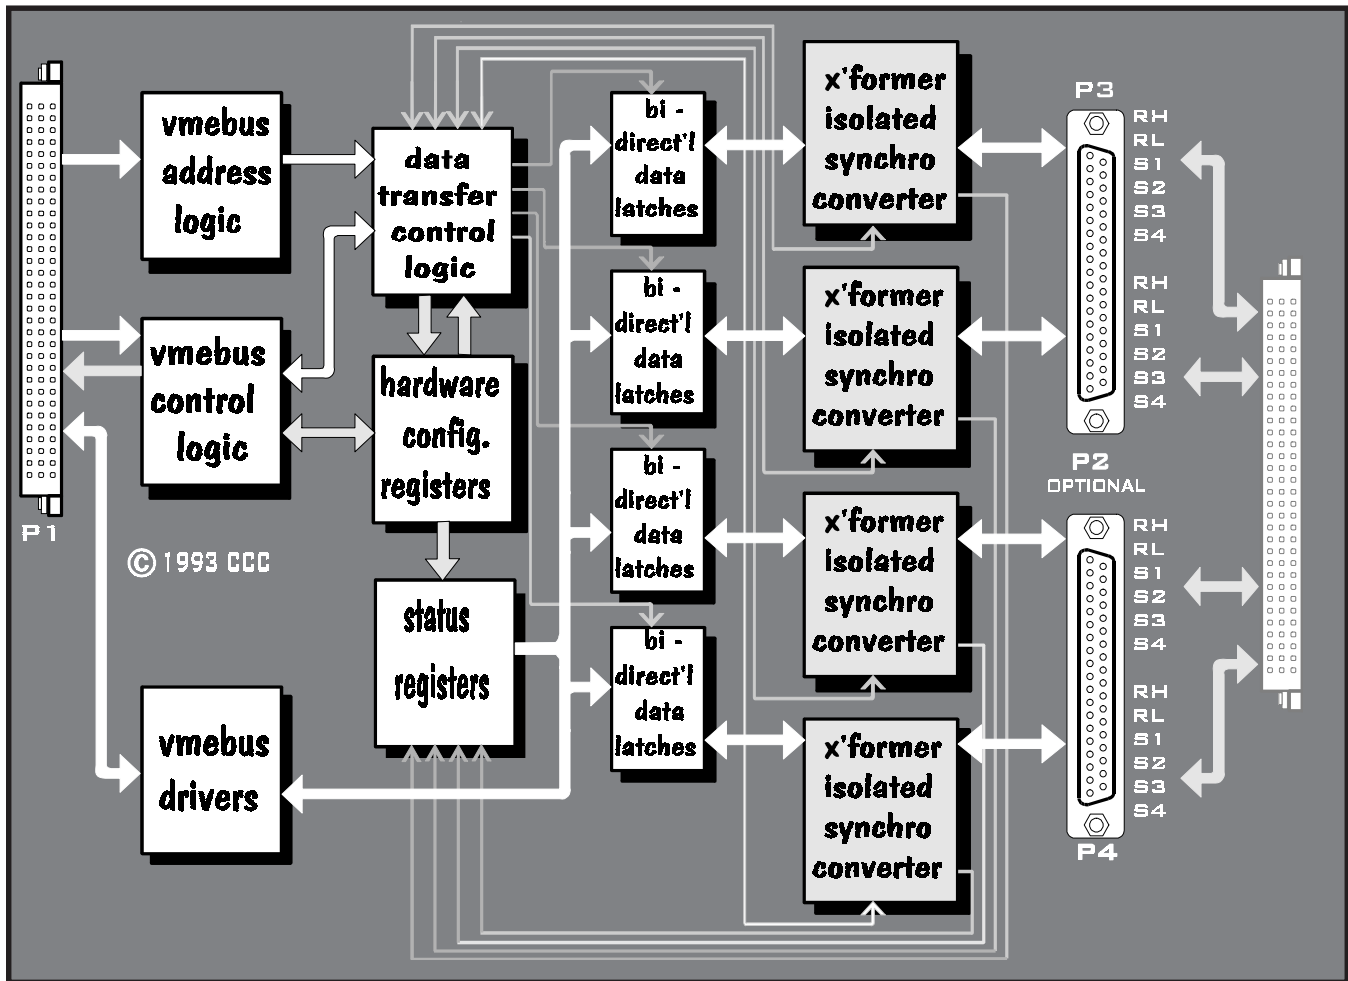 vmebus
address
logic
vmebus
control
logic
P1
© 1993 CCC
vmebus
drivers
data
transfer
control
logic
hardware
config.
registers
status
registers
bi -
direct'l
data
latches
bi -
direct'l
data
latches
bi -
direct'l
data
latches
bi -
direct'l
data
latches
x'former
isolated
synchro
converter
x'former
isolated
synchro
converter
x'former
isolated
synchro
converter
x'former
isolated
synchro
converter
P3
RH
RL
S1
S2
S3
S4
RH
RL
S1
S2
S3
S4
P2
OPTIONAL
RH
RL
S1
S2
S3
S4
RH
RL
S1
S2
S3
S4
P4